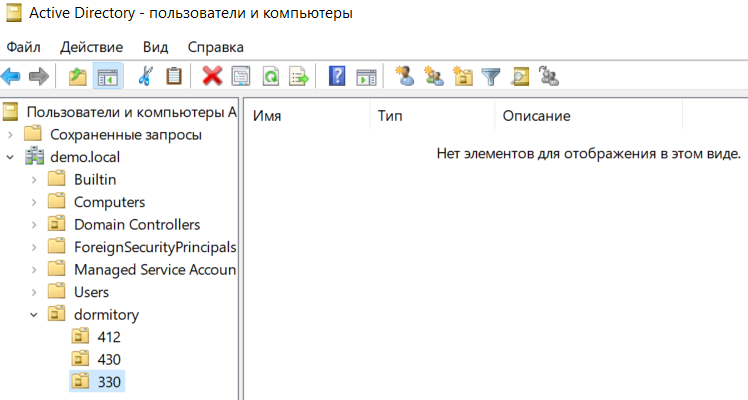 Active Directory - пользователи и компьютеры
Файл Действие Вид Справка
Пользователи и компьютеры A
Сохраненные запросы
demo.local
Builtin
Computers
Domain Controllers
ForeignSecurityPrincipals
Managed Service Accoun
Users
dormitory
412
430
330
Имя Тип Описание
Нет элементов для отображения в этом виде.